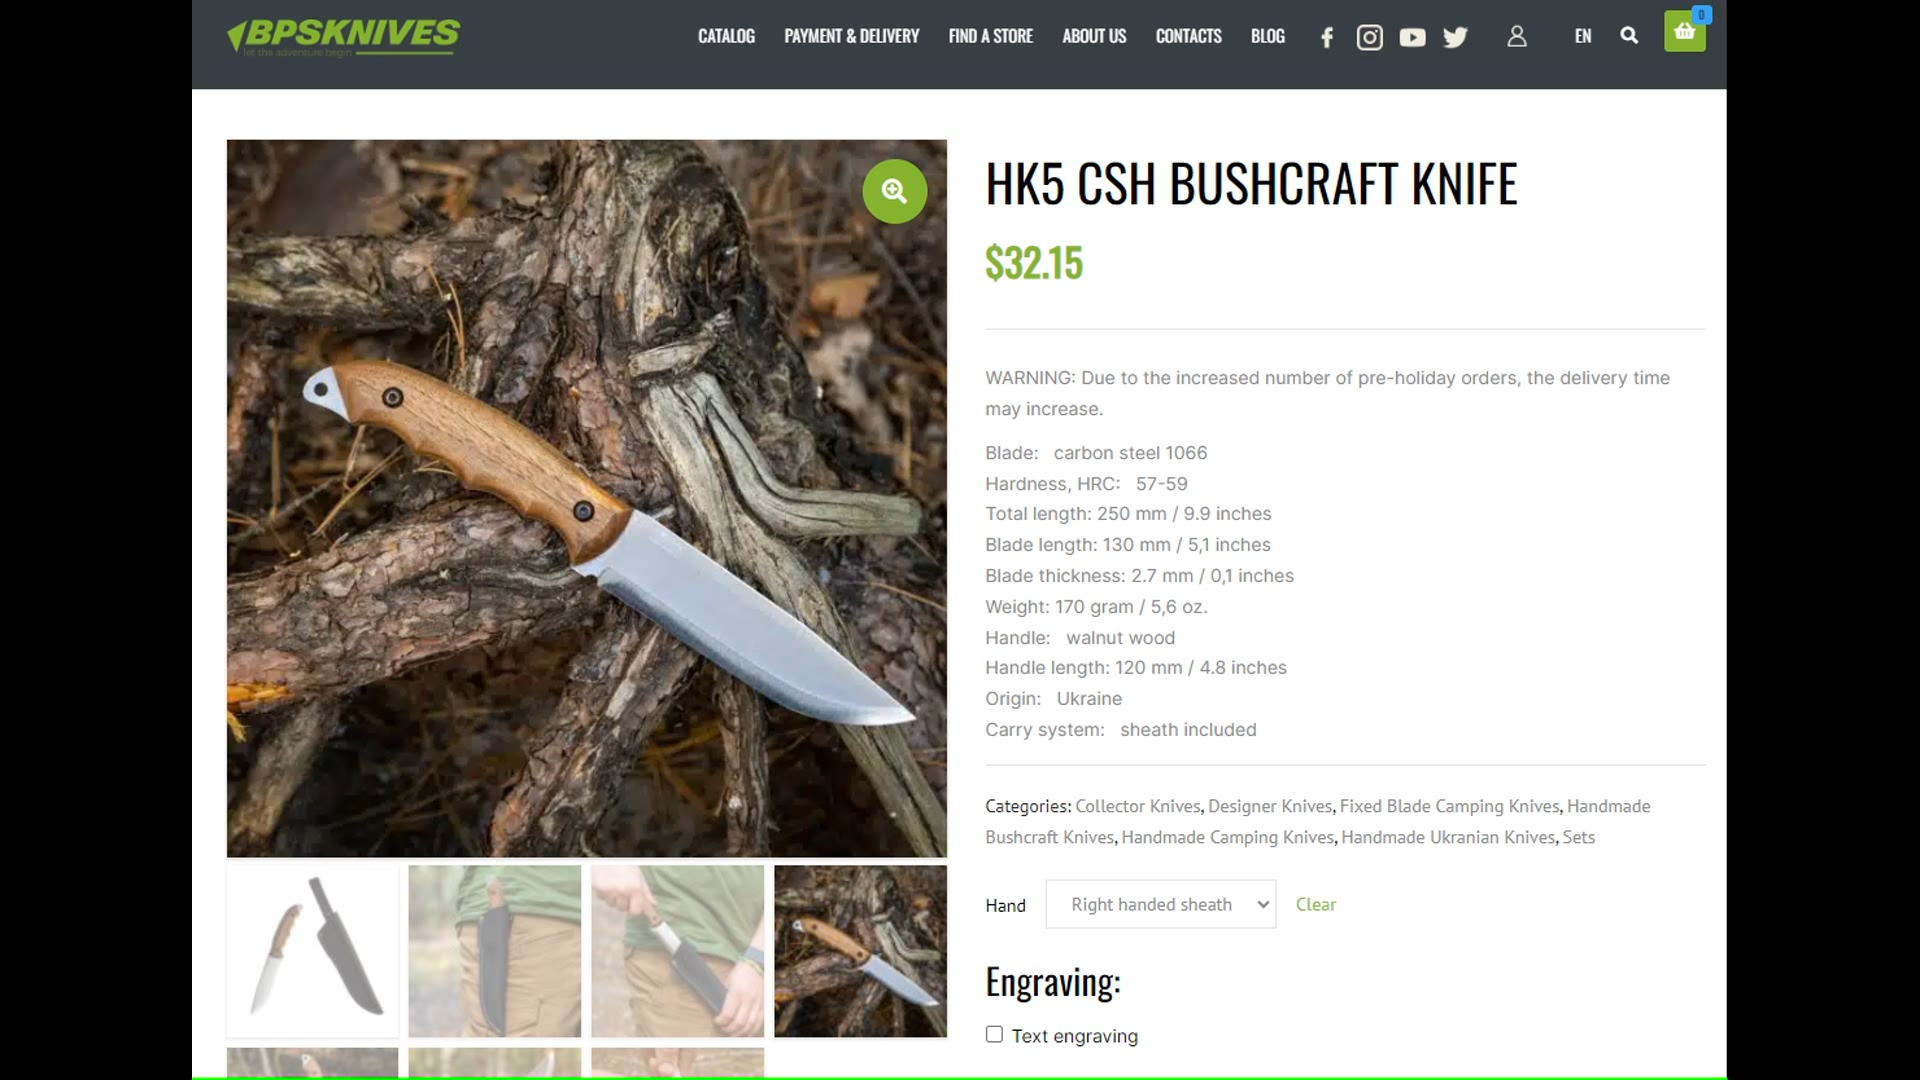 BPSKNIVES
let the adventure begin
CATALOG PAYMENT & DELIVERY FIND A STORE ABOUT US CONTACTS BLOG EN 0
HK5 CSH BUSHCRAFT KNIFE
$32.15
WARNING: Due to the increased number of pre-holiday orders, the delivery time
may increase.
Blade: carbon steel 1066
Hardness, HRC: 57-59
Total length: 250 mm / 9.9 inches
Blade length: 130 mm / 5,1 inches
Blade thickness: 2.7 mm / 0,1 inches
Weight: 170 gram / 5,6 oz.
Handle: walnut wood
Handle length: 120 mm / 4.8 inches
Origin: Ukraine
Carry system: sheath included
Categories: Collector Knives, Designer Knives, Fixed Blade Camping Knives, Handmade
Bushcraft Knives, Handmade Camping Knives, Handmade Ukranian Knives, Sets
Hand Right handed sheath Clear
Engraving:
Text engraving